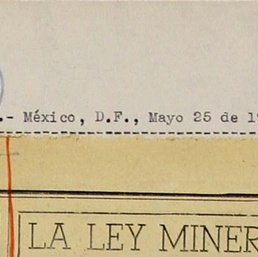 .- México, D.F., Mayo 25 de 1
LA LEY MINER